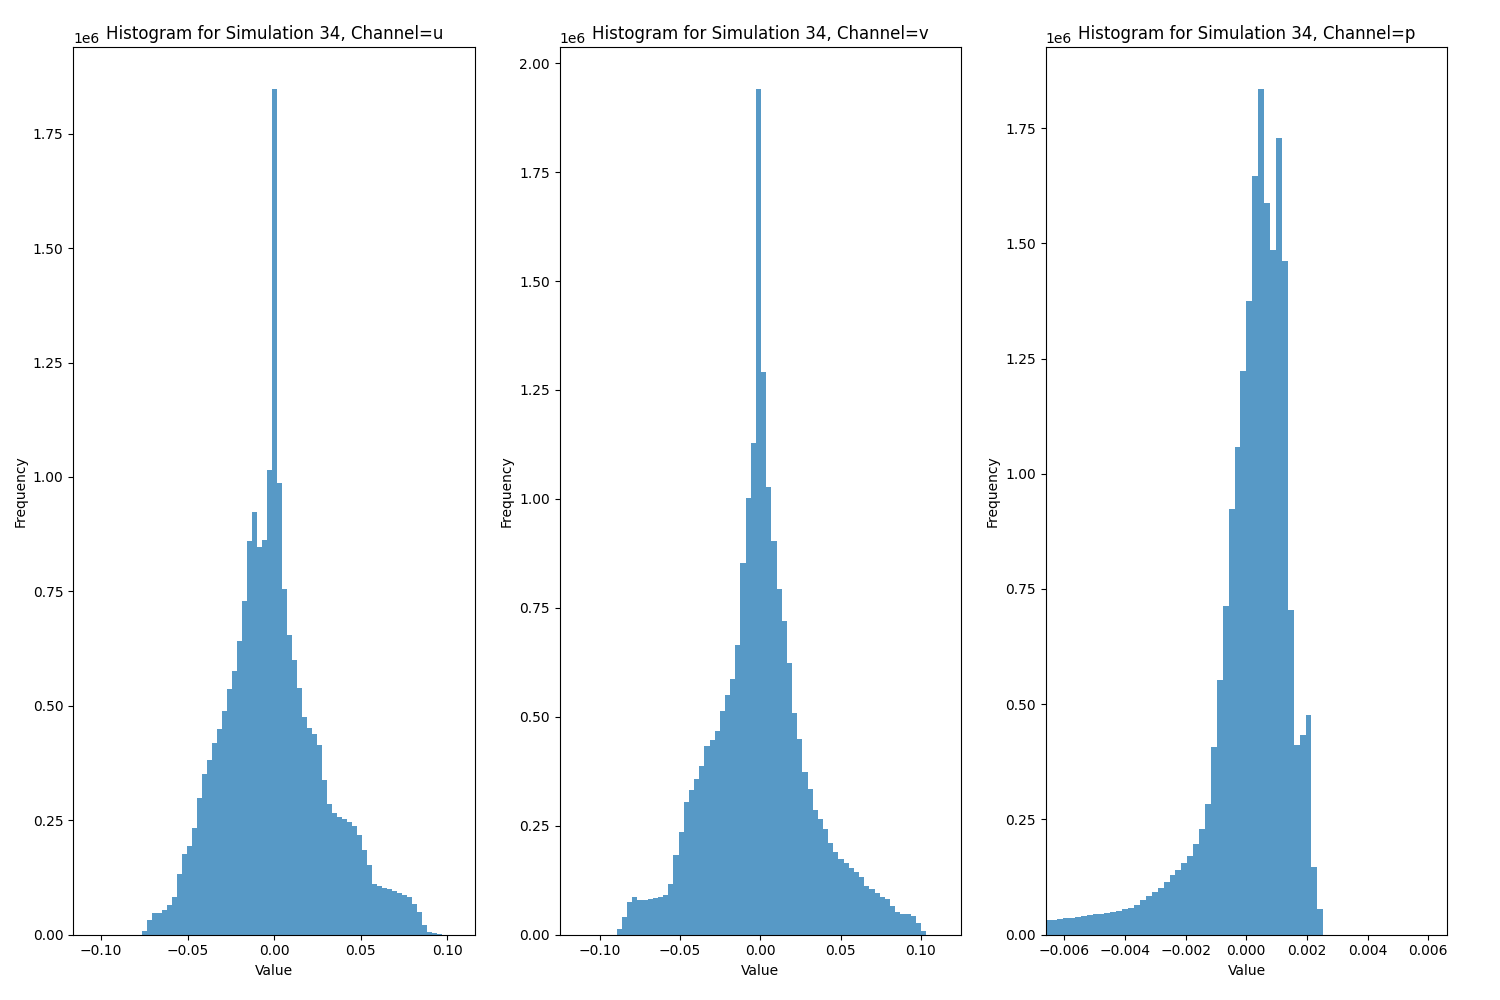 Histogram for Simulation 34, Channel=u
1e6
1.75
1.50
1.25
1.00
0.75
0.50
0.25
0.00
Frequency
−0.10 −0.05 0.00 0.05 0.10
Value
Histogram for Simulation 34, Channel=v
1e6
2.00
1.75
1.50
1.25
1.00
0.75
0.50
0.25
0.00
Frequency
−0.10 −0.05 0.00 0.05 0.10
Value
Histogram for Simulation 34, Channel=p
1e6
1.75
1.50
1.25
1.00
0.75
0.50
0.25
0.00
Frequency
−0.006 −0.004 −0.002 0.000 0.002 0.004 0.006
Value